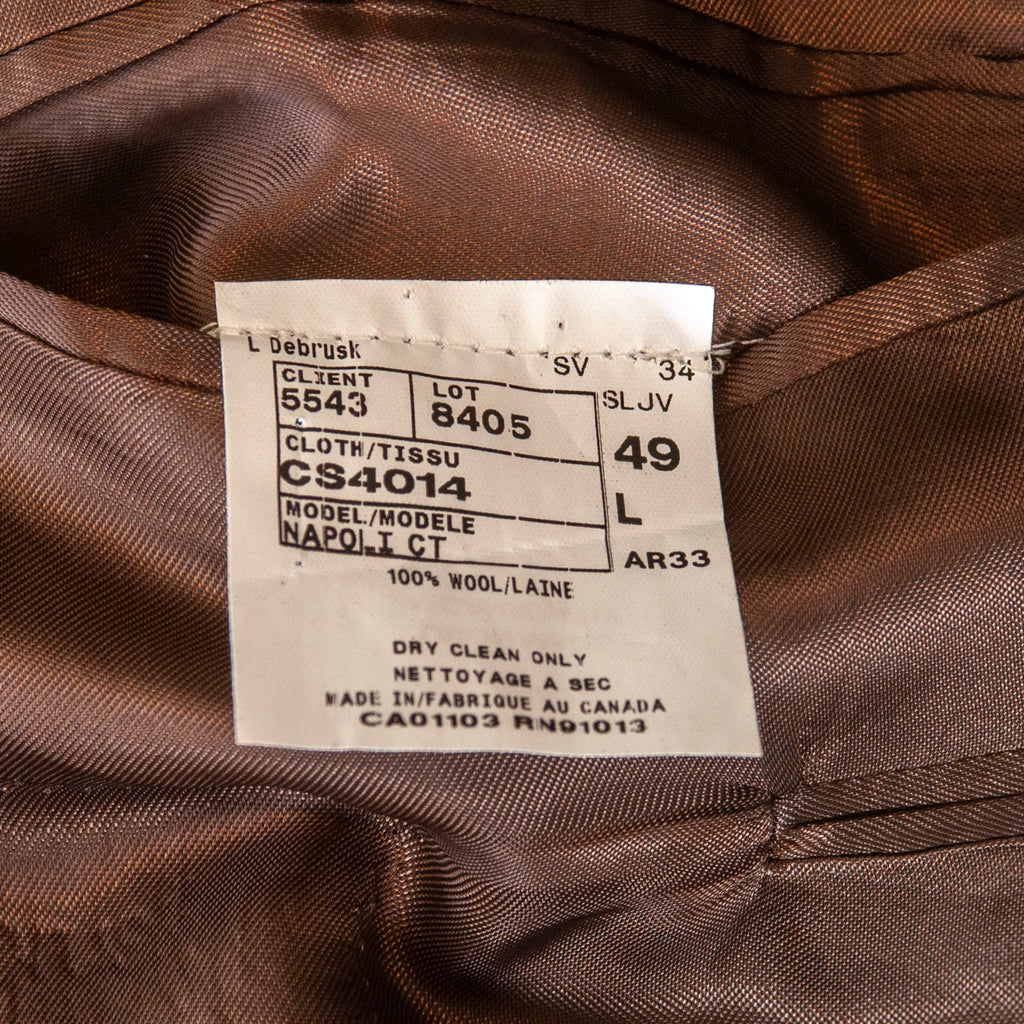 L Debrusk SV 34
CLIENT LOT SLJV
5543 8405 49
CLOTH/TISSU
CS4014 L
MODEL/MODELE
NAPOLI CT AR33
100% WOOL/LAINE
DRY CLEAN ONLY
NETTOYAGE A SEC
MADE IN/FABRIQUE AU CANADA
CA01103 RN91013